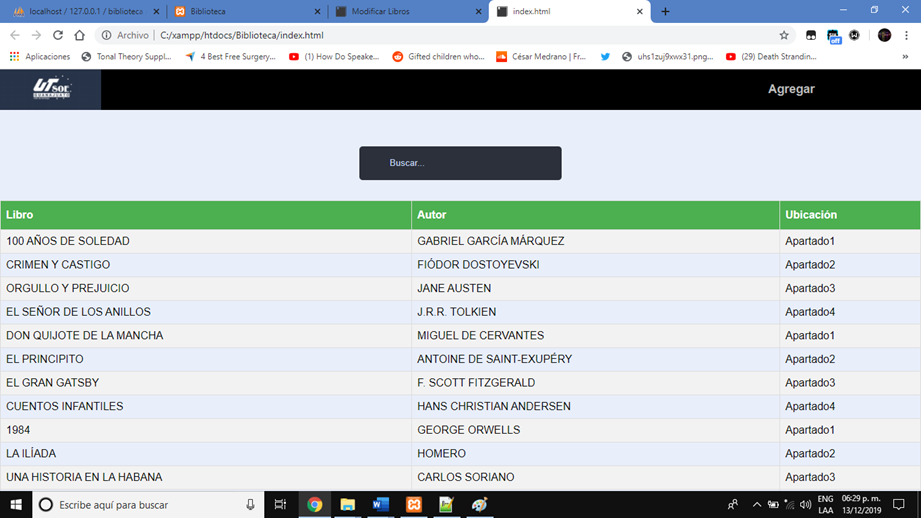 localhost / 127.0.0.1 / biblioteca
Biblioteca
Modificar Libros
index.html
Archivo | C:/xampp/htdocs/Biblioteca/index.html
Aplicaciones
Tonal Theory Suppl...
4 Best Free Surgery...
(1) How Do Speake...
Gifted children who...
César Medrano | Fr...
uhs1zuj9xwx31.png...
(29) Death Strandin...
»
UTsoe
Agregar
Buscar...
Libro Autor Ubicación
100 AÑOS DE SOLEDAD GABRIEL GARCÍA MÁRQUEZ Apartado1
CRIMEN Y CASTIGO FIÓDOR DOSTOYEVSKI Apartado2
ORGULLO Y PREJUICIO JANE AUSTEN Apartado3
EL SEÑOR DE LOS ANILLOS J.R.R. TOLKIEN Apartado4
DON QUIJOTE DE LA MANCHA MIGUEL DE CERVANTES Apartado1
EL PRINCIPITO ANTOINE DE SAINT-EXUPÉRY Apartado2
EL GRAN GATSBY F. SCOTT FITZGERALD Apartado3
CUENTOS INFANTILES HANS CHRISTIAN ANDERSEN Apartado4
1984 GEORGE ORWELLS Apartado1
LA ILÍADA HOMERO Apartado2
UNA HISTORIA EN LA HABANA CARLOS SORIANO Apartado3
Escribe aquí para buscar
ENG 06:29 p. m.
LAA 13/12/2019